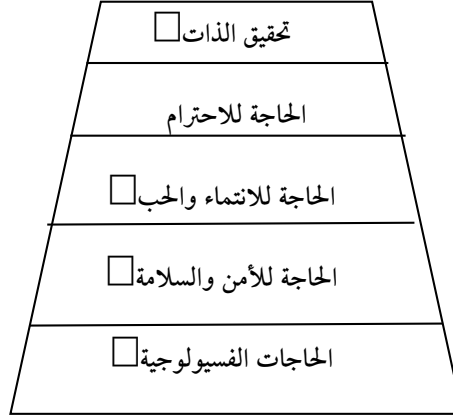 تحقيق الذات□
الحاجة للاحترام
الحاجة للانتماء والحب□
الحاجة للأمن والسلامة□
الحاجات الفسيولوجية□